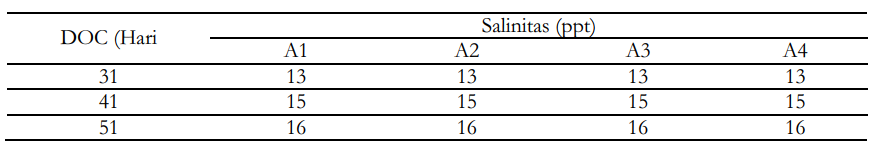 DOC (Hari
Salinitas (ppt)
A1 A2 A3 A4
31 13 13 13 13
41 15 15 15 15
51 16 16 16 16